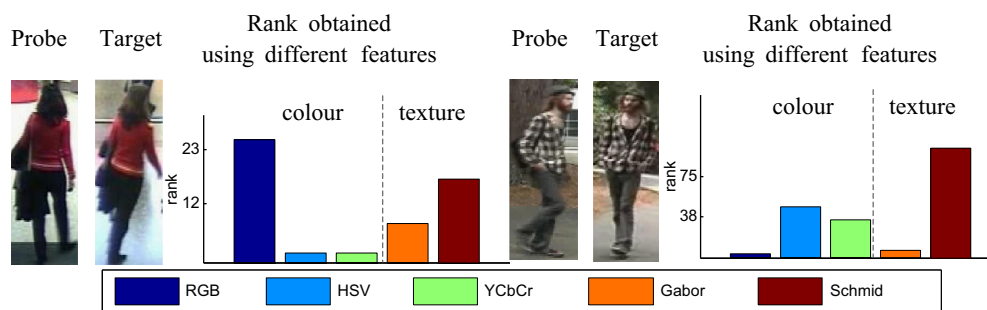 Probe
Target
Rank obtained
using different features
colour
texture
rank
23
12
Probe
Target
Rank obtained
using different features
colour
texture
rank
75
38
RGB
HSV
YCbCr
Gabor
Schmid